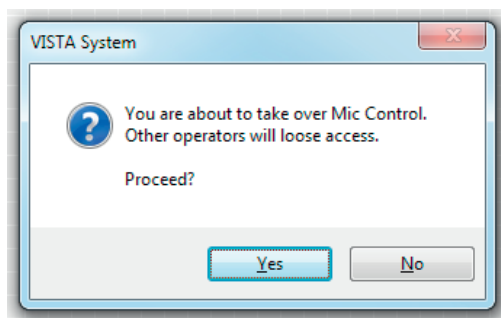 VISTA System
You are about to take over Mic Control.
Other operators will loose access.
Proceed?
Yes
No